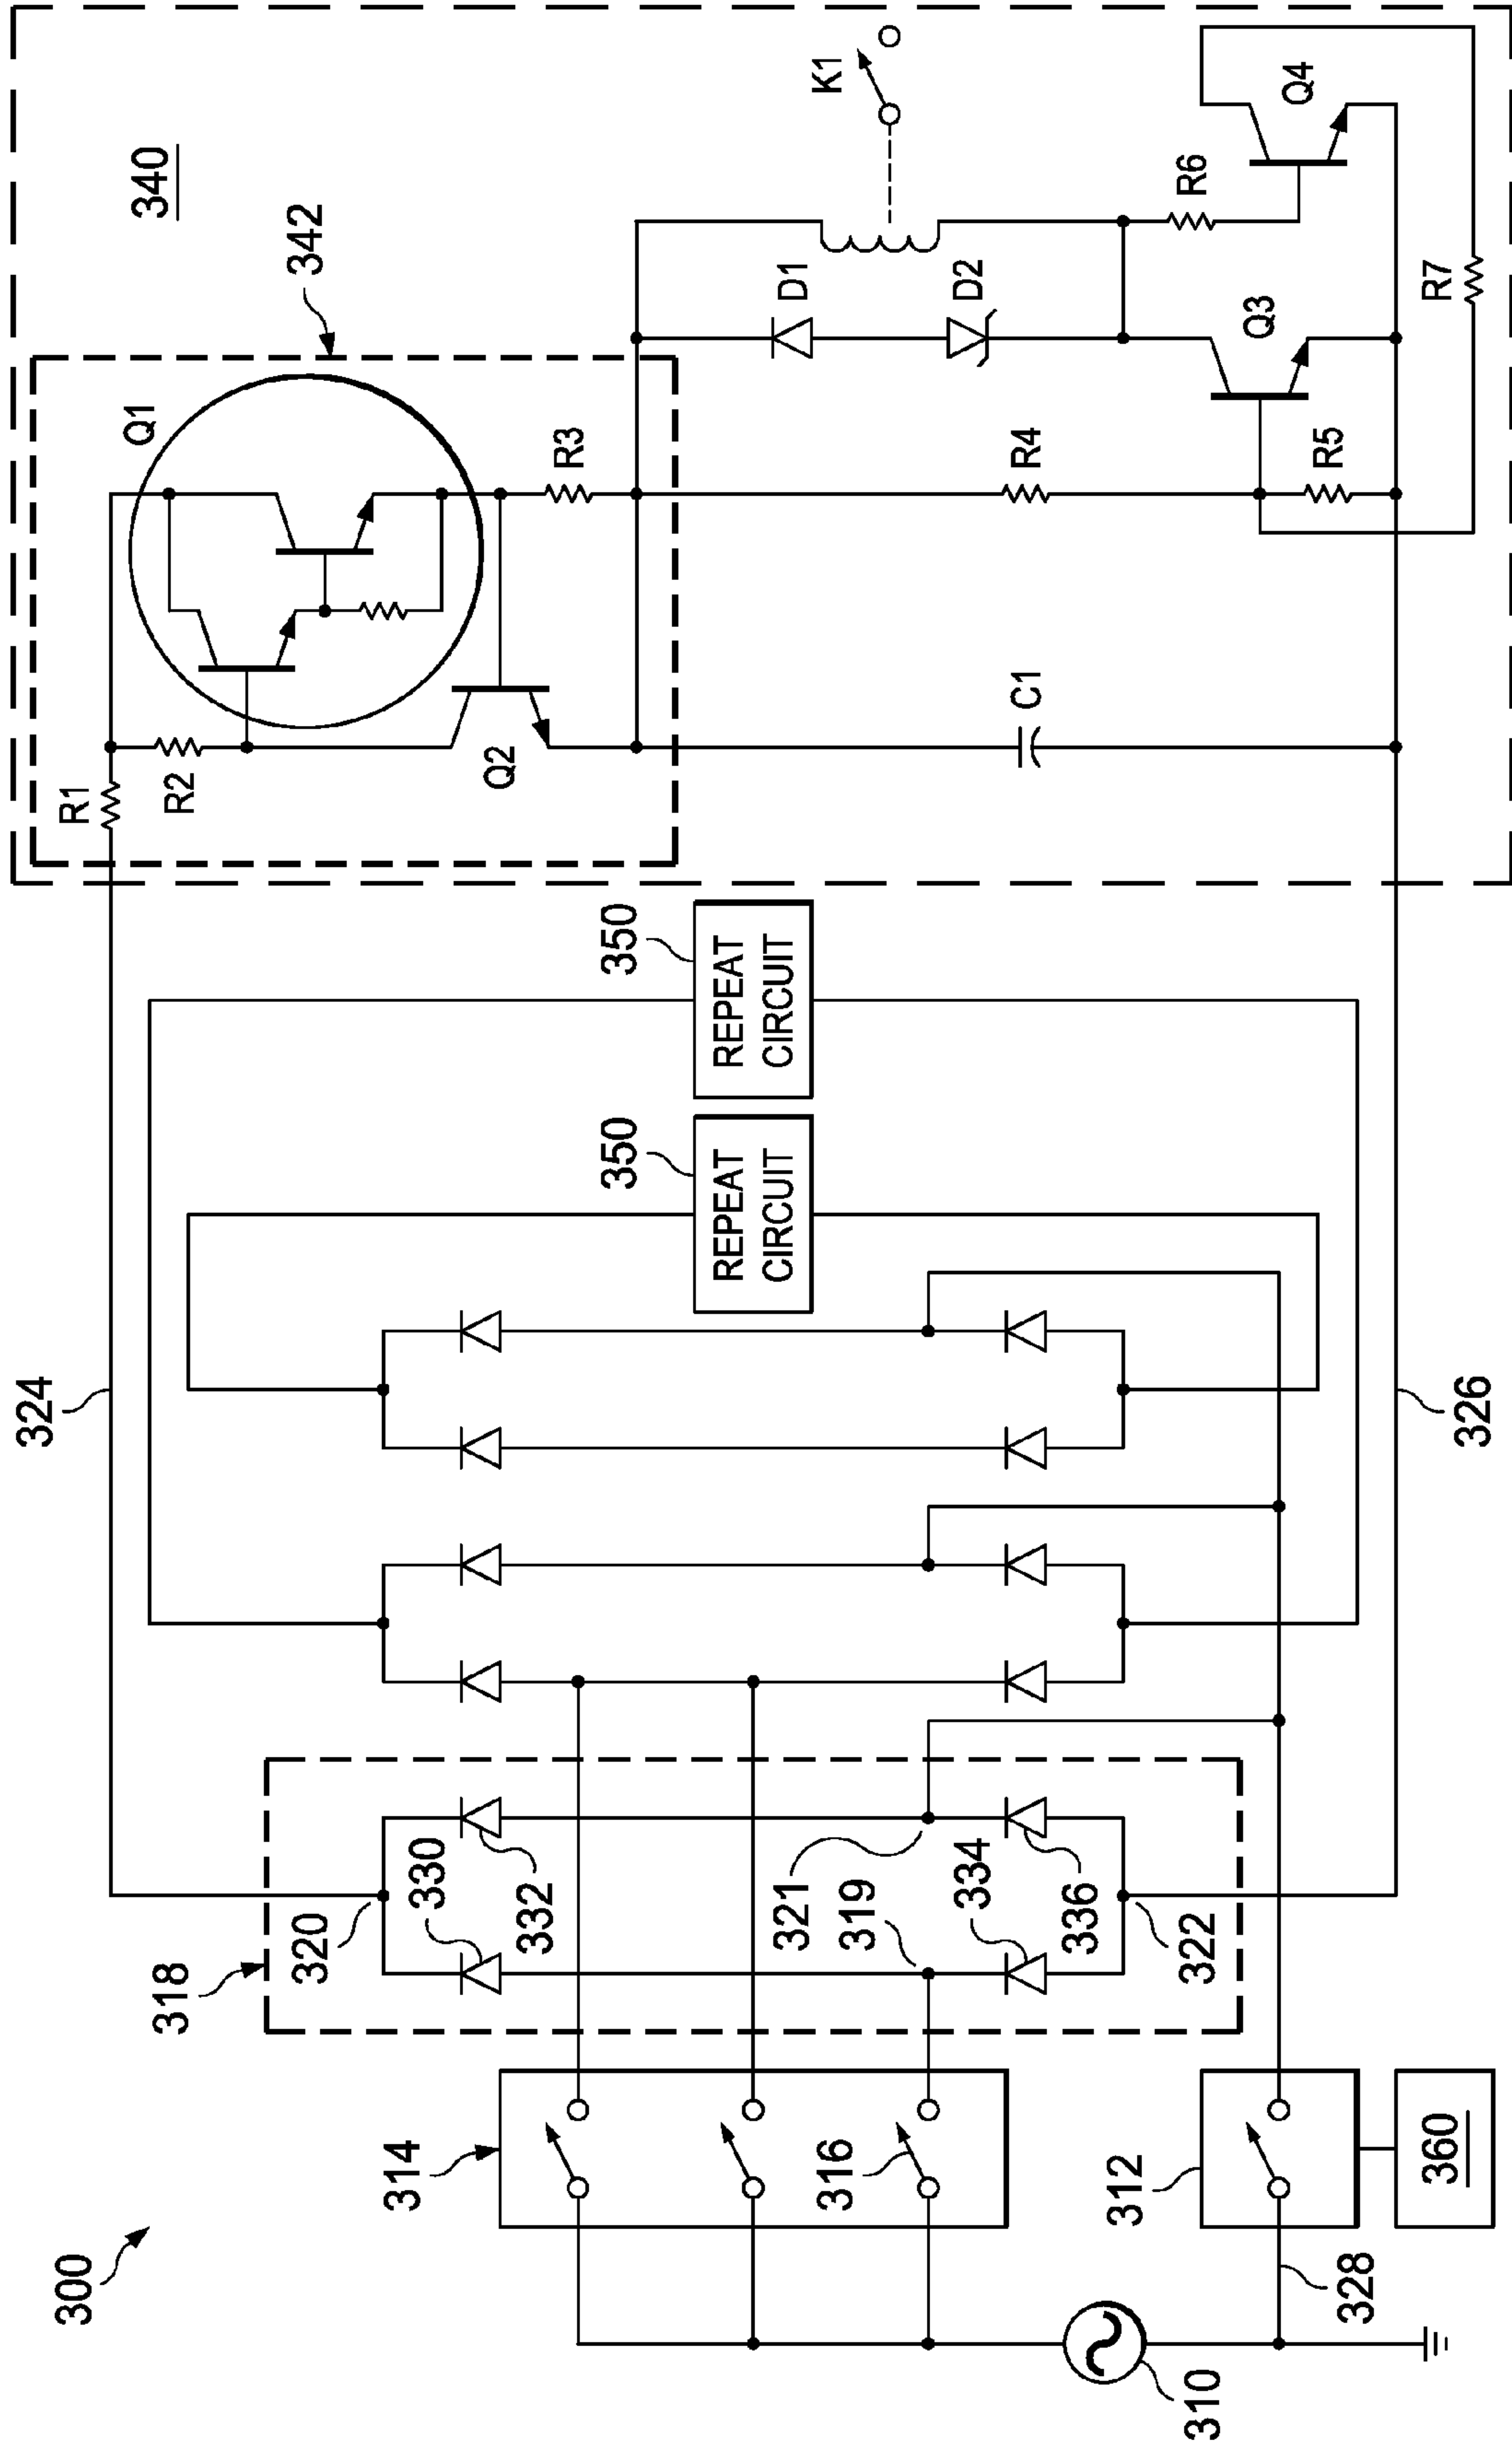 300
310
328
312
360
314
316
318
320
330
332
321
319
334
336
322
324
326
350
REPEAT
CIRCUIT
350
REPEAT
CIRCUIT
340
342
R1
R2
Q1
Q2
R3
C1
R4
R5
D1
D2
Q3
K1
R6
Q4
R7